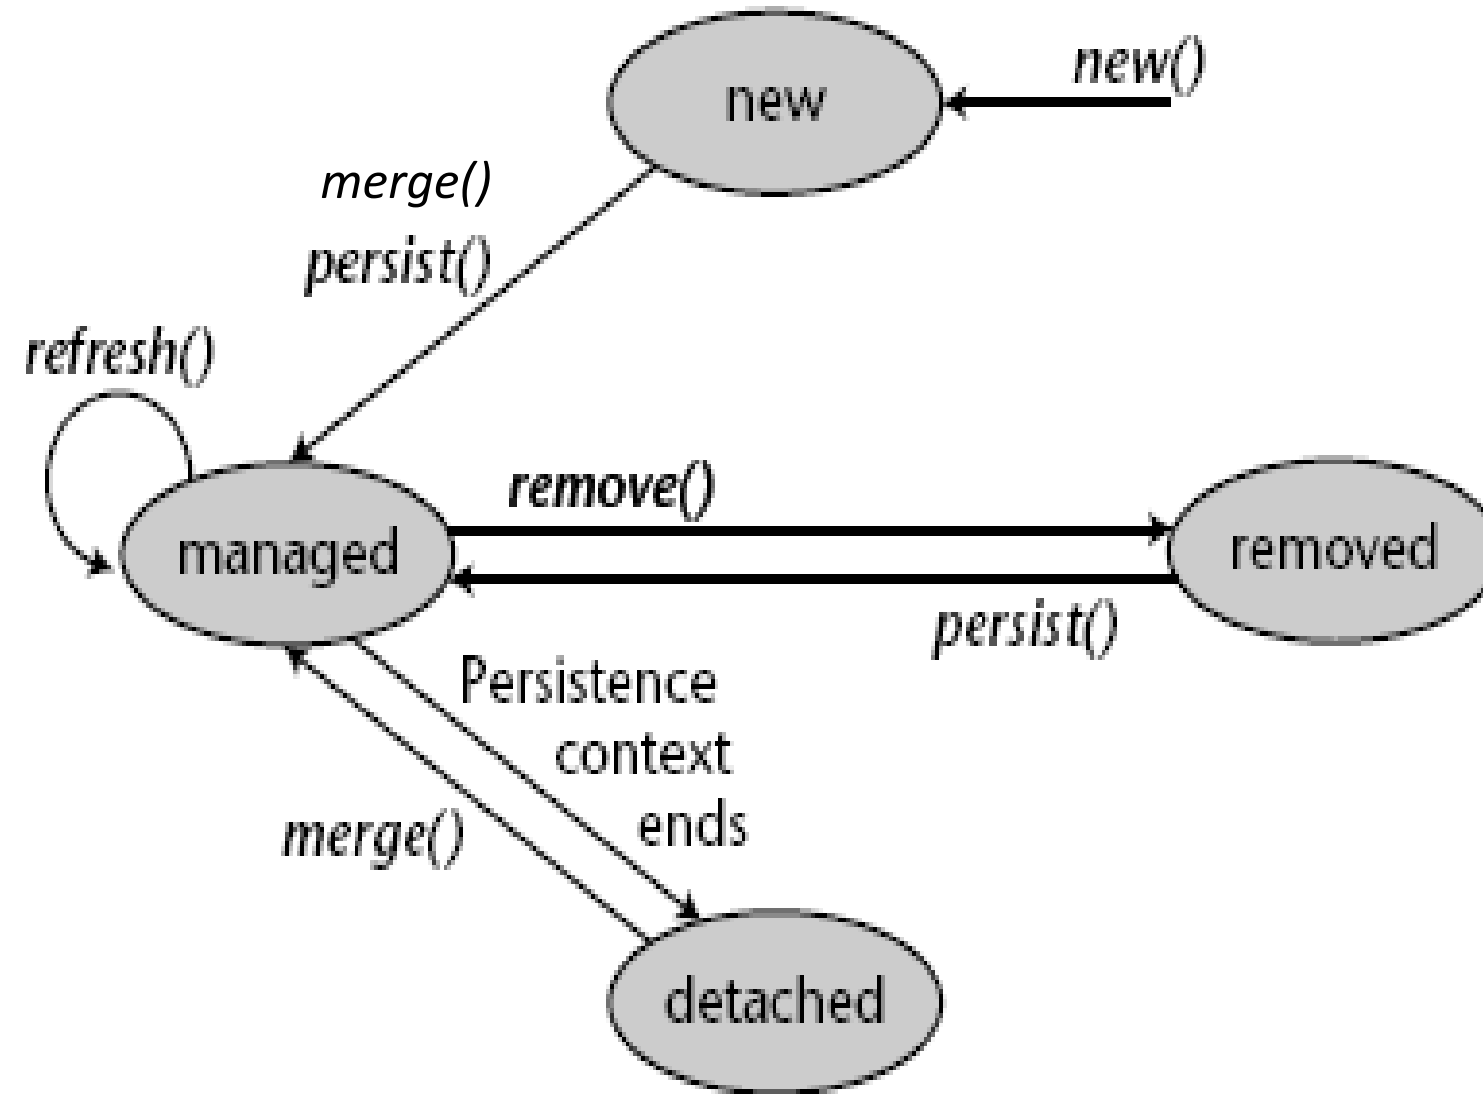 new()
new
merge()
persist()
refresh()
remove()
managed
removed
persist()
Persistence
context
ends
merge()
detached